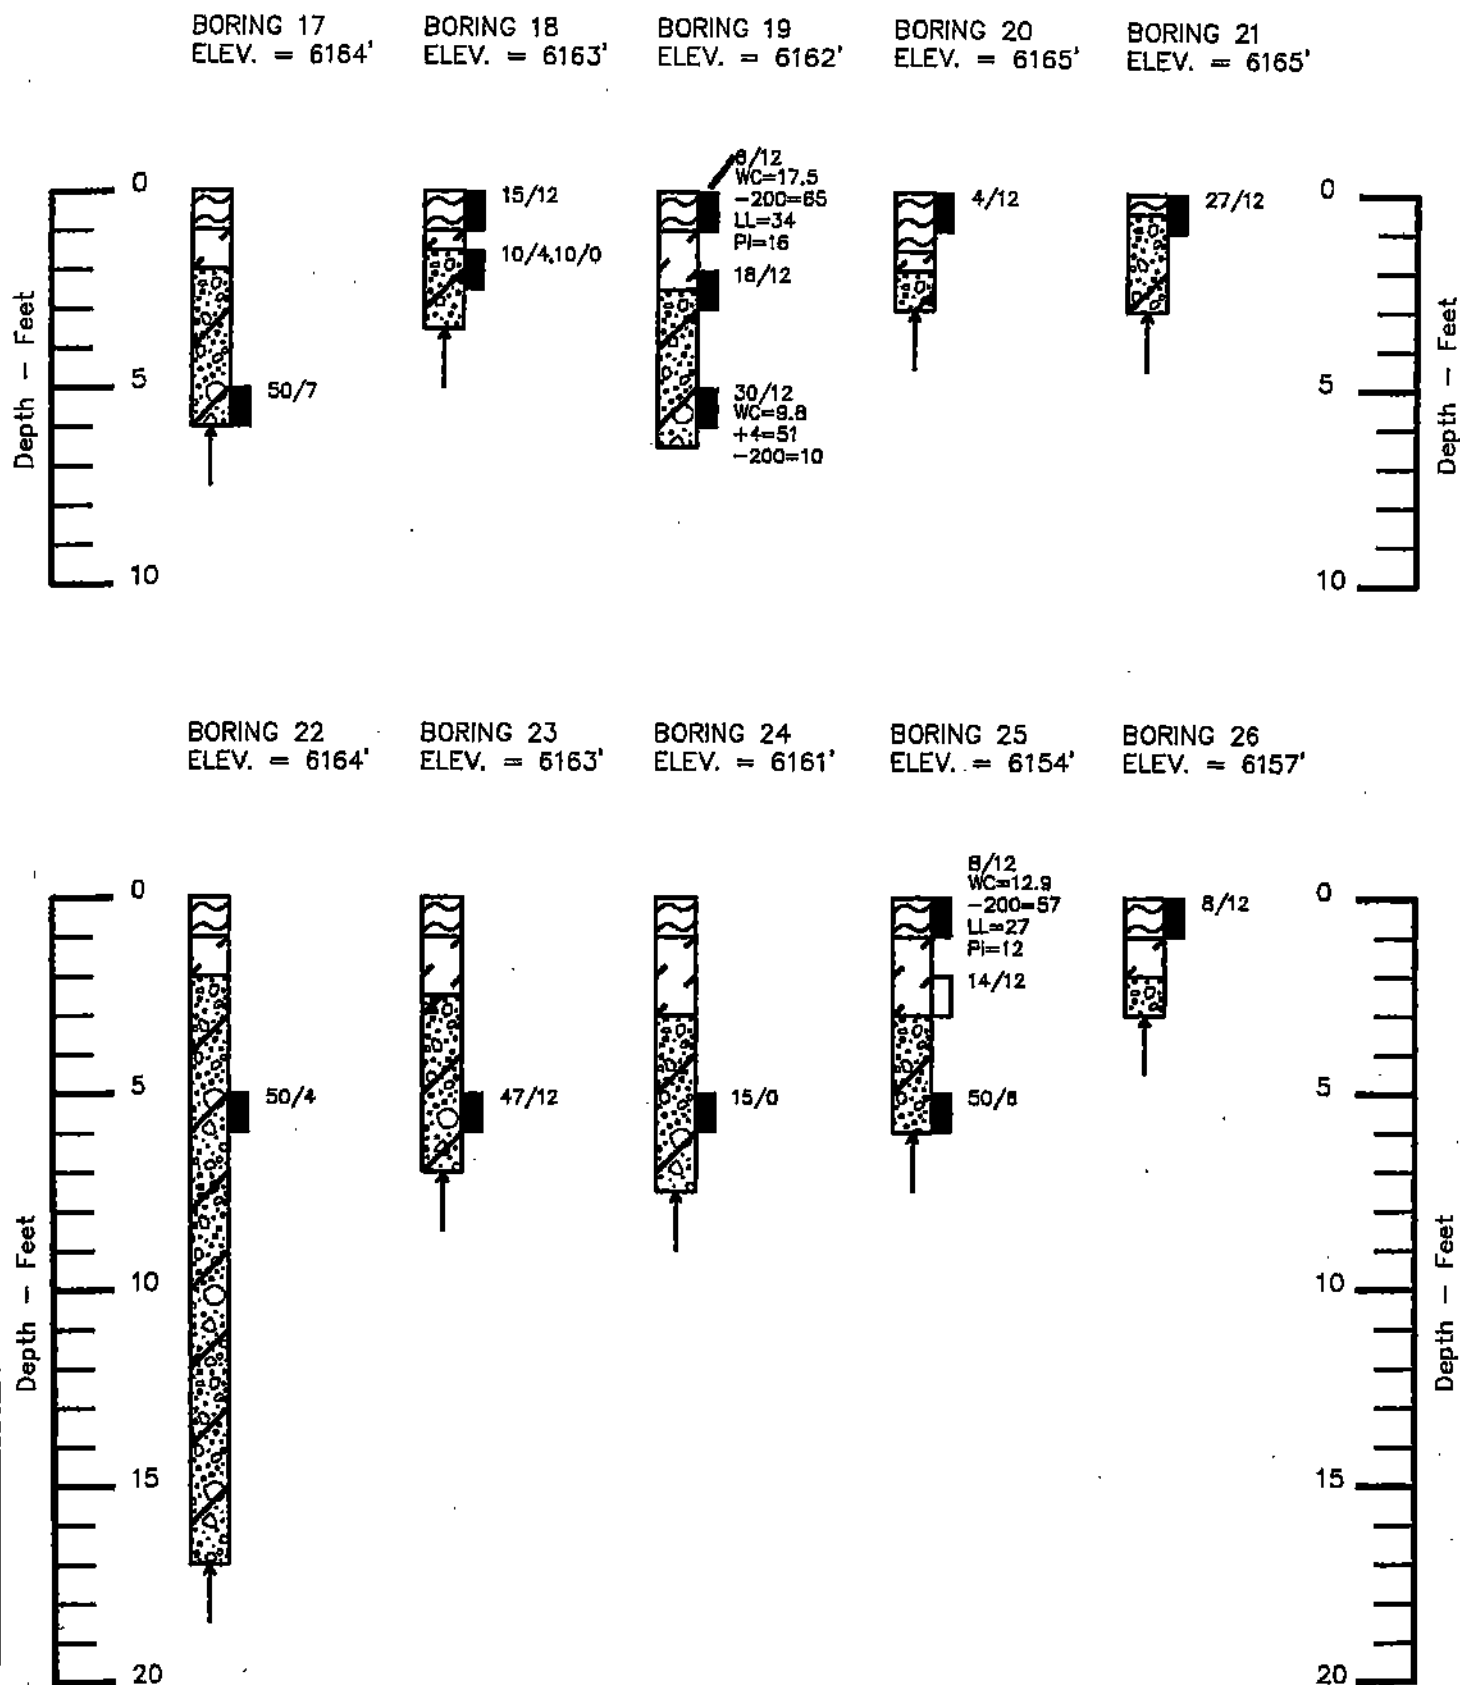 BORING 17
ELEV. = 6164'
BORING 18
ELEV. = 6163'
BORING 19
ELEV. = 6162'
BORING 20
ELEV. = 6165'
BORING 21
ELEV. = 6165'
Depth – Feet
0
5
10
50/7
15/12
10/4,10/0
8/12
WC=17.5
-200=65
LL=34
PI=16
18/12
30/12
WC=9.8
+4=51
-200=10
4/12
27/12
0
5
10
Depth – Feet
BORING 22
ELEV. = 6164'
BORING 23
ELEV. = 6163'
BORING 24
ELEV. = 6161'
BORING 25
ELEV. = 6154'
BORING 26
ELEV. = 6157'
Depth – Feet
0
5
10
15
20
50/4
47/12
15/0
8/12
WC=12.9
-200=57
LL=27
PI=12
14/12
50/6
8/12
0
5
10
15
20
Depth – Feet